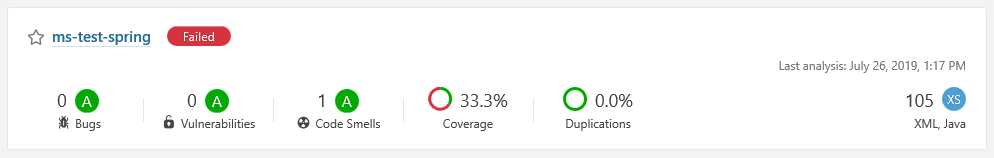 ms-test-spring Failed
Last analysis: July 26, 2019, 1:17 PM
0 A 0 A 1 A 33.3% 0.0% 105 XS
Bugs Vulnerabilities Code Smells Coverage Duplications XML, Java